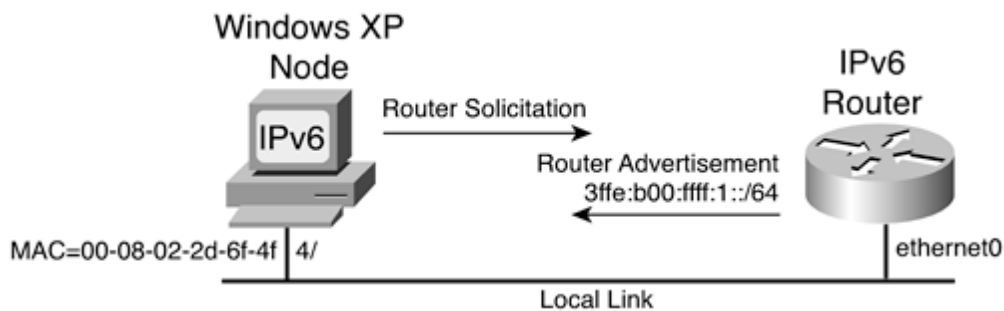 Windows XP
Node
IPv6
Router
IPv6
Router Solicitation
Router Advertisement
3ffe:b00:ffff:1::/64
MAC=00-08-02-2d-6f-4f
4/
ethernet0
Local Link